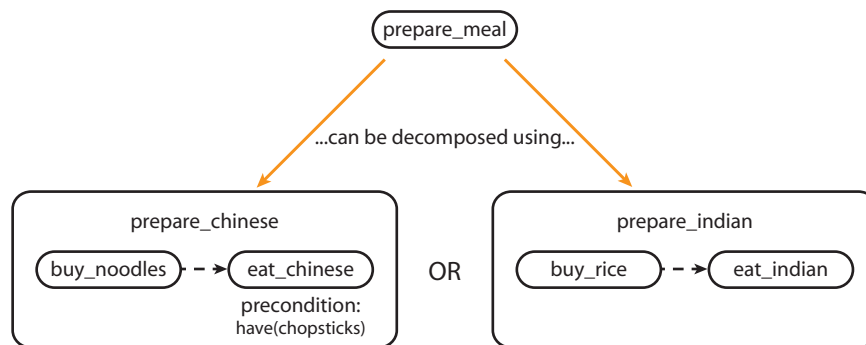 prepare_meal
...can be decomposed using...
prepare_chinese
buy_noodles
eat_chinese
precondition:
have(chopsticks)
OR
prepare_indian
buy_rice
eat_indian